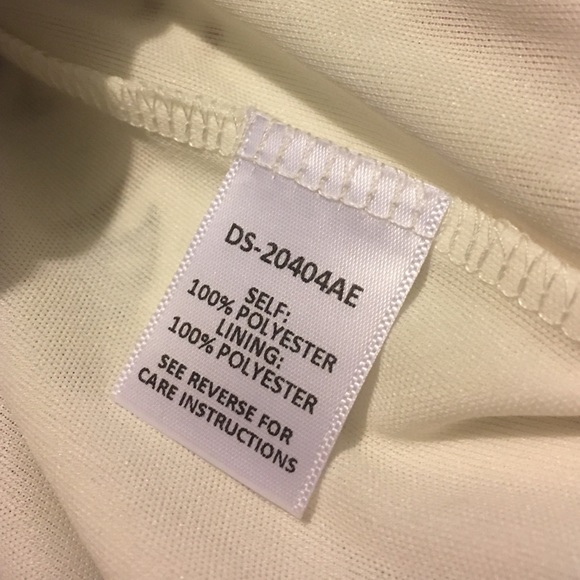 DS-20404AE
SELF:
100% POLYESTER
LINING:
100% POLYESTER
SEE REVERSE FOR
CARE INSTRUCTIONS